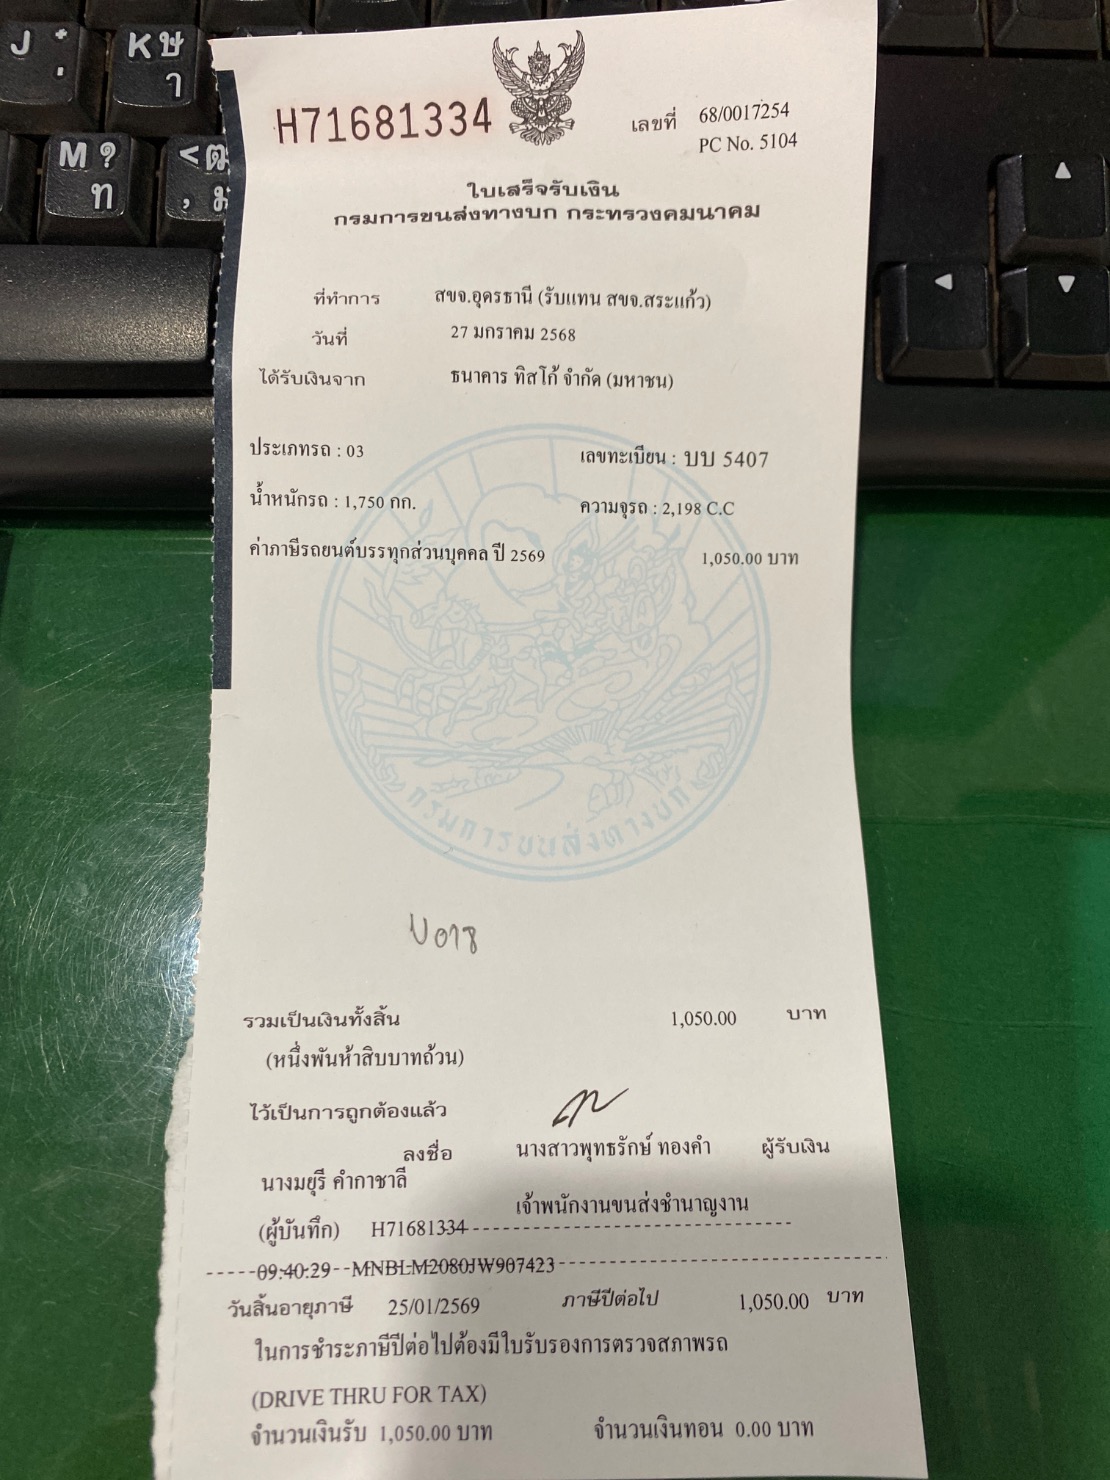 J
K ษ
า
M ?
ท
< ฒ
, ม
H71681334
เลขที่ 68/0017254
PC No. 5104
ใบเสร็จรับเงิน
กรมการขนส่งทางบก กระทรวงคมนาคม
ที่ทำการ สขจ.อุดรธานี (รับแทน สขจ.สระแก้ว)
วันที่ 27 มกราคม 2568
ได้รับเงินจาก ธนาคาร ทิสโก้ จำกัด (มหาชน)
ประเภทรถ : 03 เลขทะเบียน : บบ 5407
น้ำหนักรถ : 1,750 กก. ความจุรถ : 2,198 C.C
ค่าภาษีรถยนต์บรรทุกส่วนบุคคล ปี 2569 1,050.00 บาท
กรมการขนส่งทางบก
รวมเป็นเงินทั้งสิ้น 1,050.00 บาท
(หนึ่งพันห้าสิบบาทถ้วน)
ไว้เป็นการถูกต้องแล้ว
ลงชื่อ นางสาวพุทธรักษ์ ทองคำ ผู้รับเงิน
นางมยุรี คำกาชาลี
เจ้าพนักงานขนส่งชำนาญงาน
(ผู้บันทึก) H71681334
09:40:29 MNBLM2080JW907423
วันสิ้นอายุภาษี 25/01/2569 ภาษีปีต่อไป 1,050.00 บาท
ในการชำระภาษีปีต่อไปต้องมีใบรับรองการตรวจสภาพรถ
(DRIVE THRU FOR TAX)
จำนวนเงินรับ 1,050.00 บาท จำนวนเงินทอน 0.00 บาท